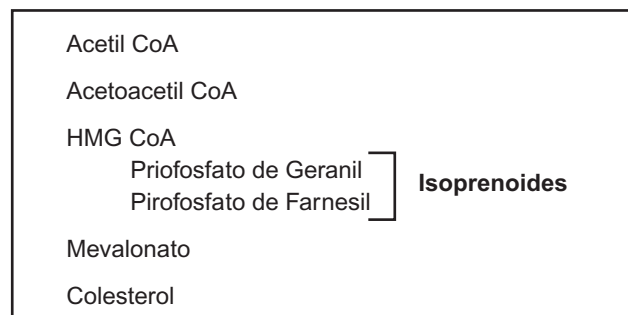 Acetil CoA
Acetoacetil CoA
HMG CoA
Priofosfato de Geranil
Pirofosfato de Farnesil
Isoprenoides
Mevalonato
Colesterol